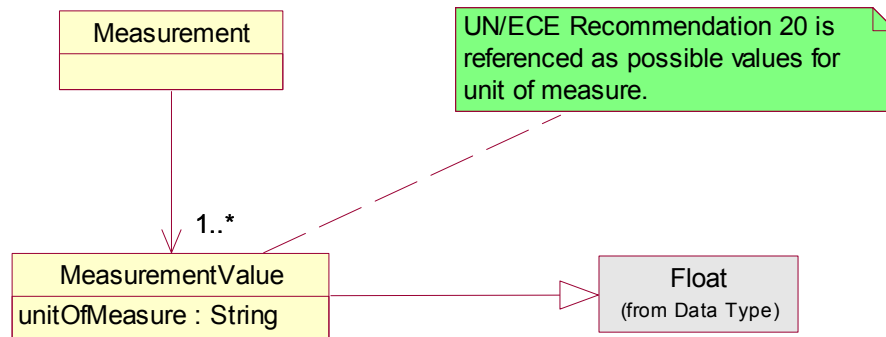 Measurement
UN/ECE Recommendation 20 is
referenced as possible values for
unit of measure.
1..*
MeasurementValue
unitOfMeasure : String
Float
(from Data Type)